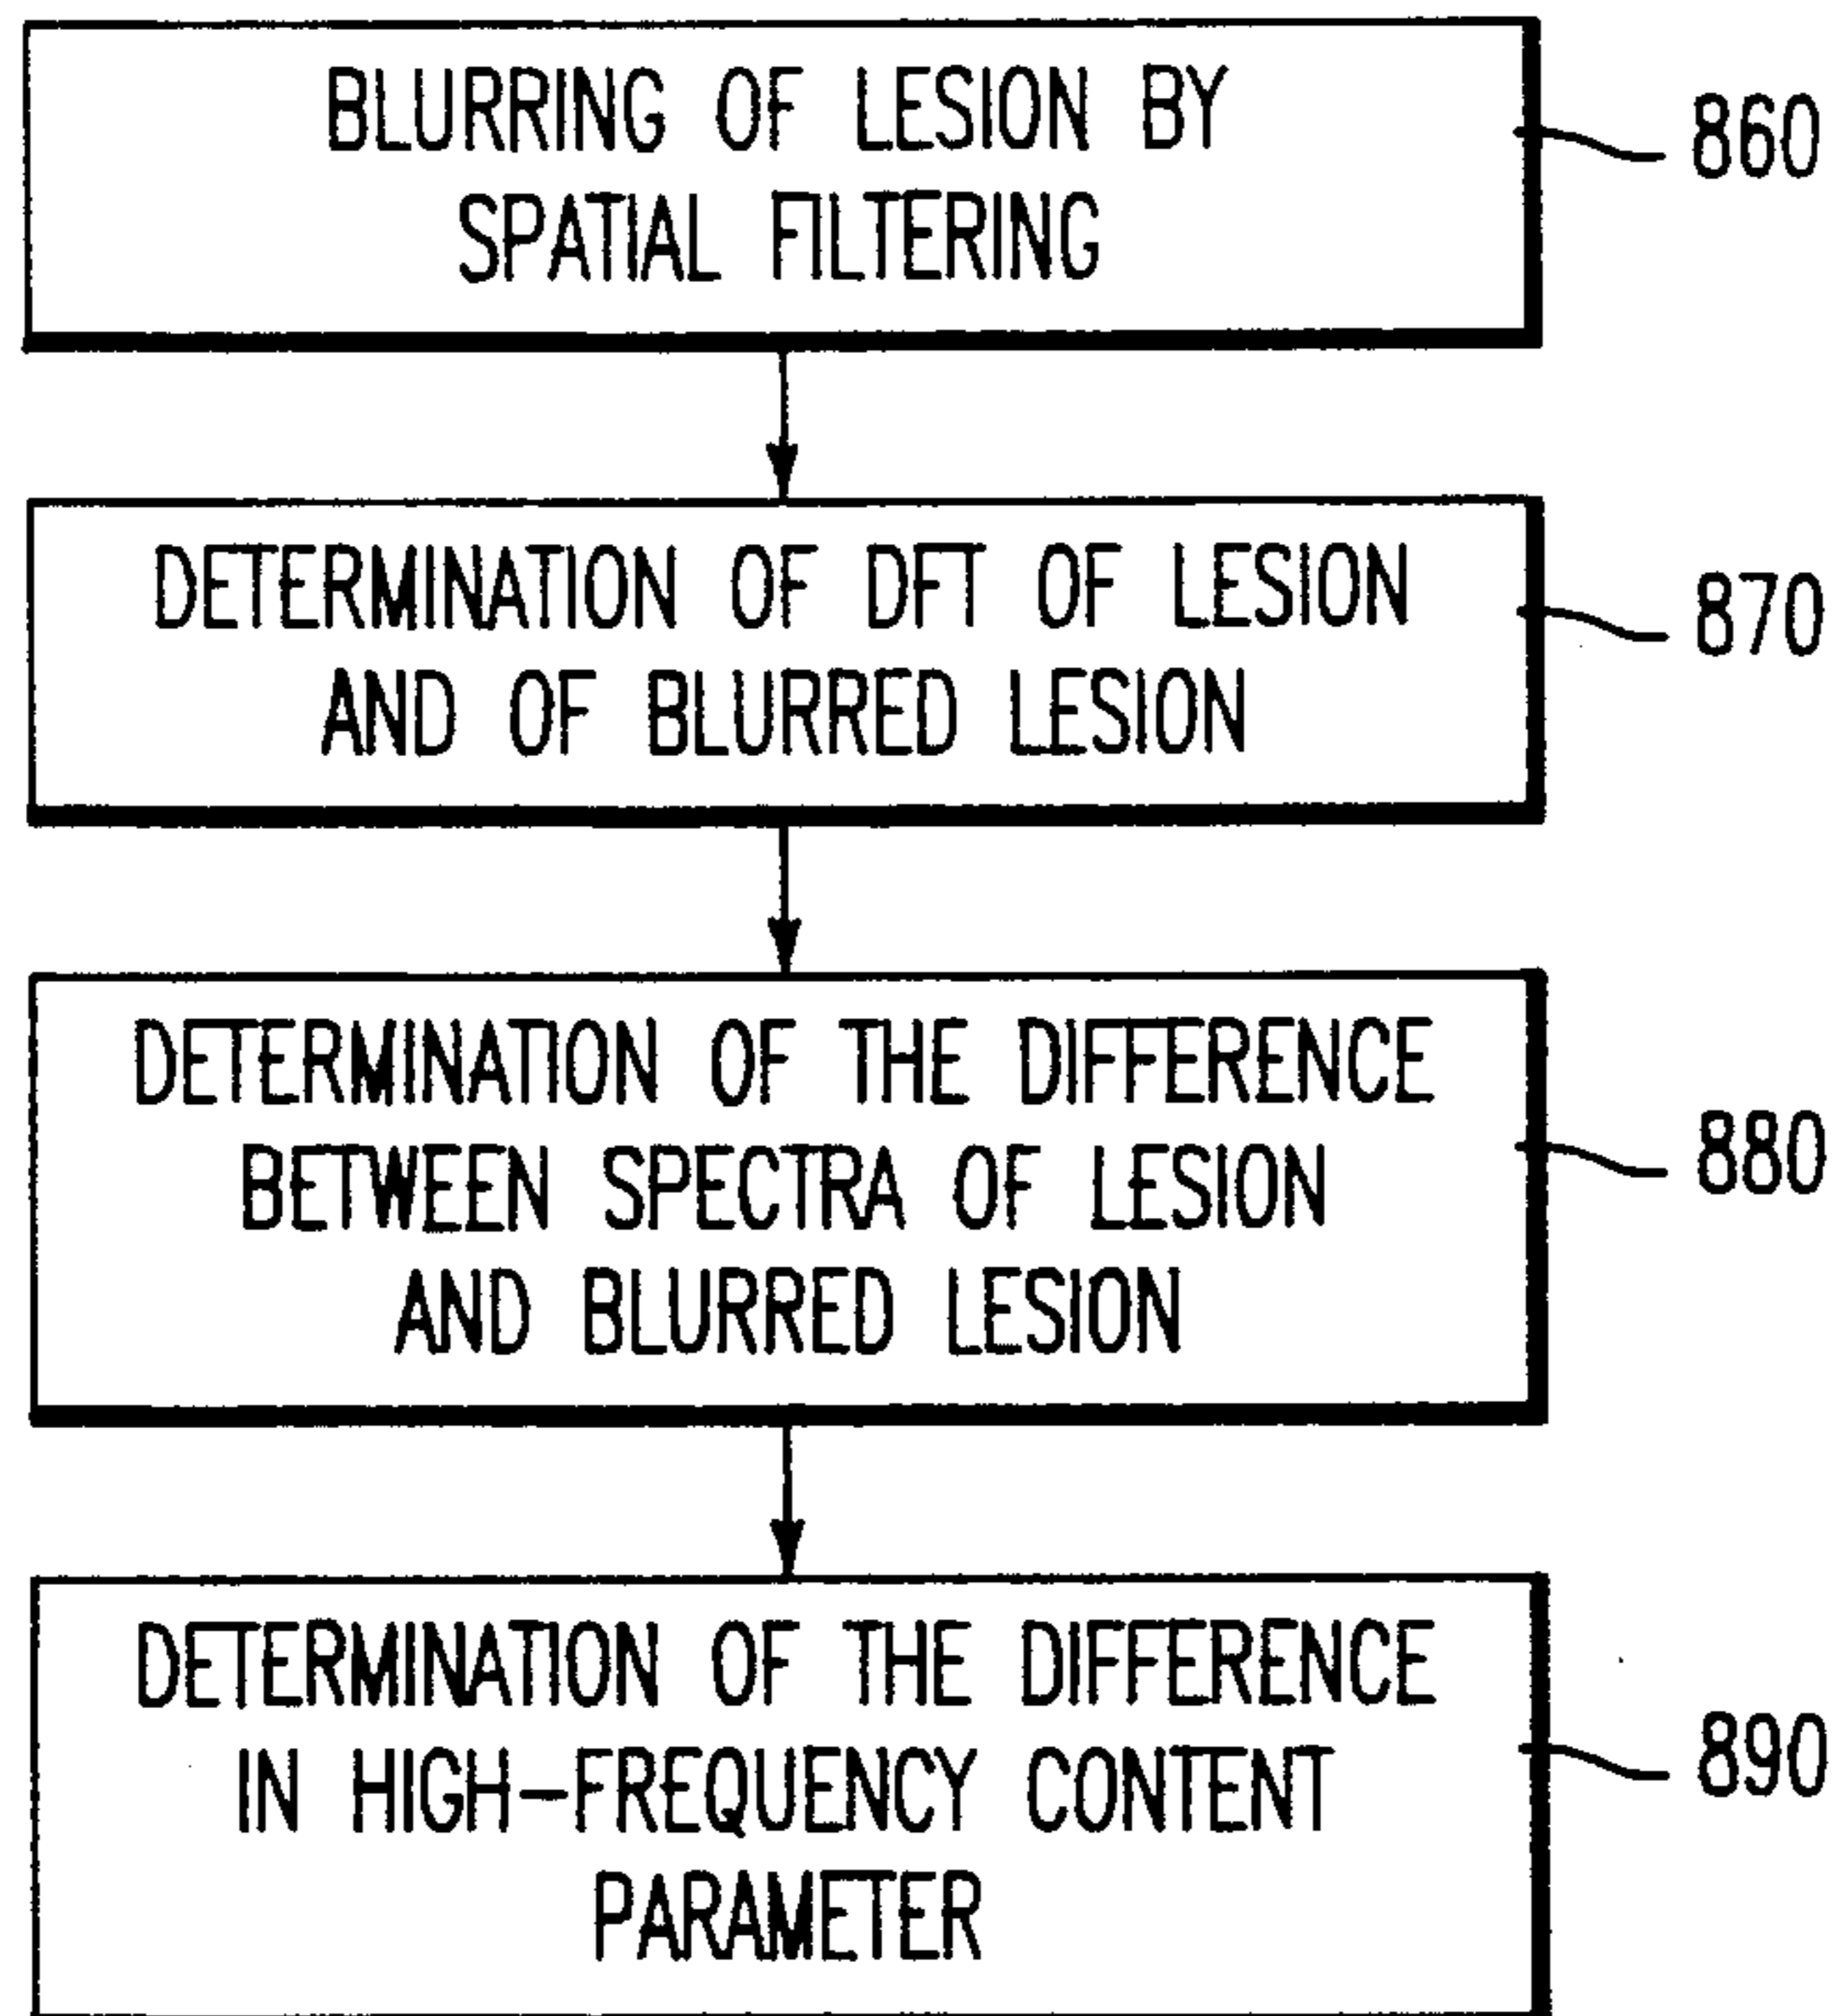 BLURRING OF LESION BY
SPATIAL FILTERING
860
DETERMINATION OF DFT OF LESION
AND OF BLURRED LESION
870
DETERMINATION OF THE DIFFERENCE
BETWEEN SPECTRA OF LESION
AND BLURRED LESION
880
DETERMINATION OF THE DIFFERENCE
IN HIGH-FREQUENCY CONTENT
PARAMETER
890